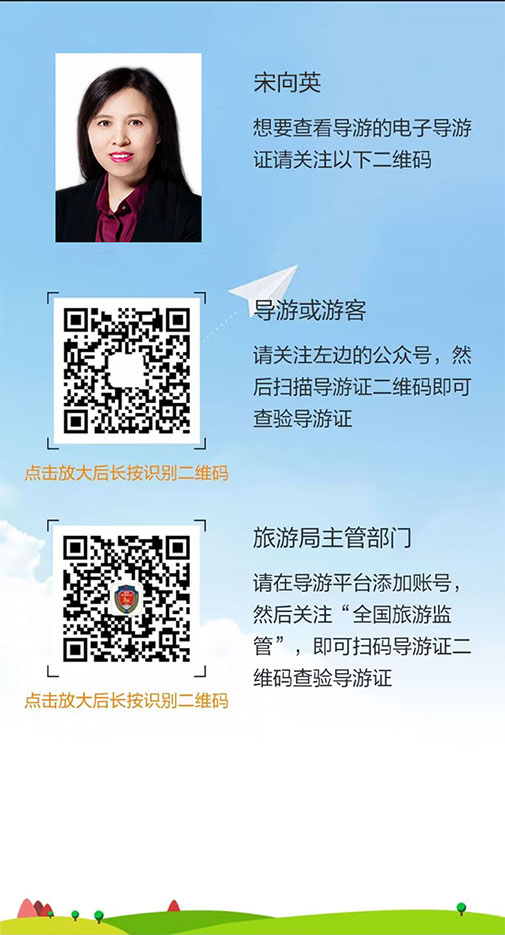 宋向英
想要查看导游的电子导游
证请关注以下二维码
导游或游客
请关注左边的公众号，然
后扫描导游证二维码即可
查验导游证
点击放大后长按识别二维码
旅游局主管部门
请在导游平台添加账号，
然后关注“全国旅游监
管”，即可扫码导游证二
维码查验导游证
点击放大后长按识别二维码